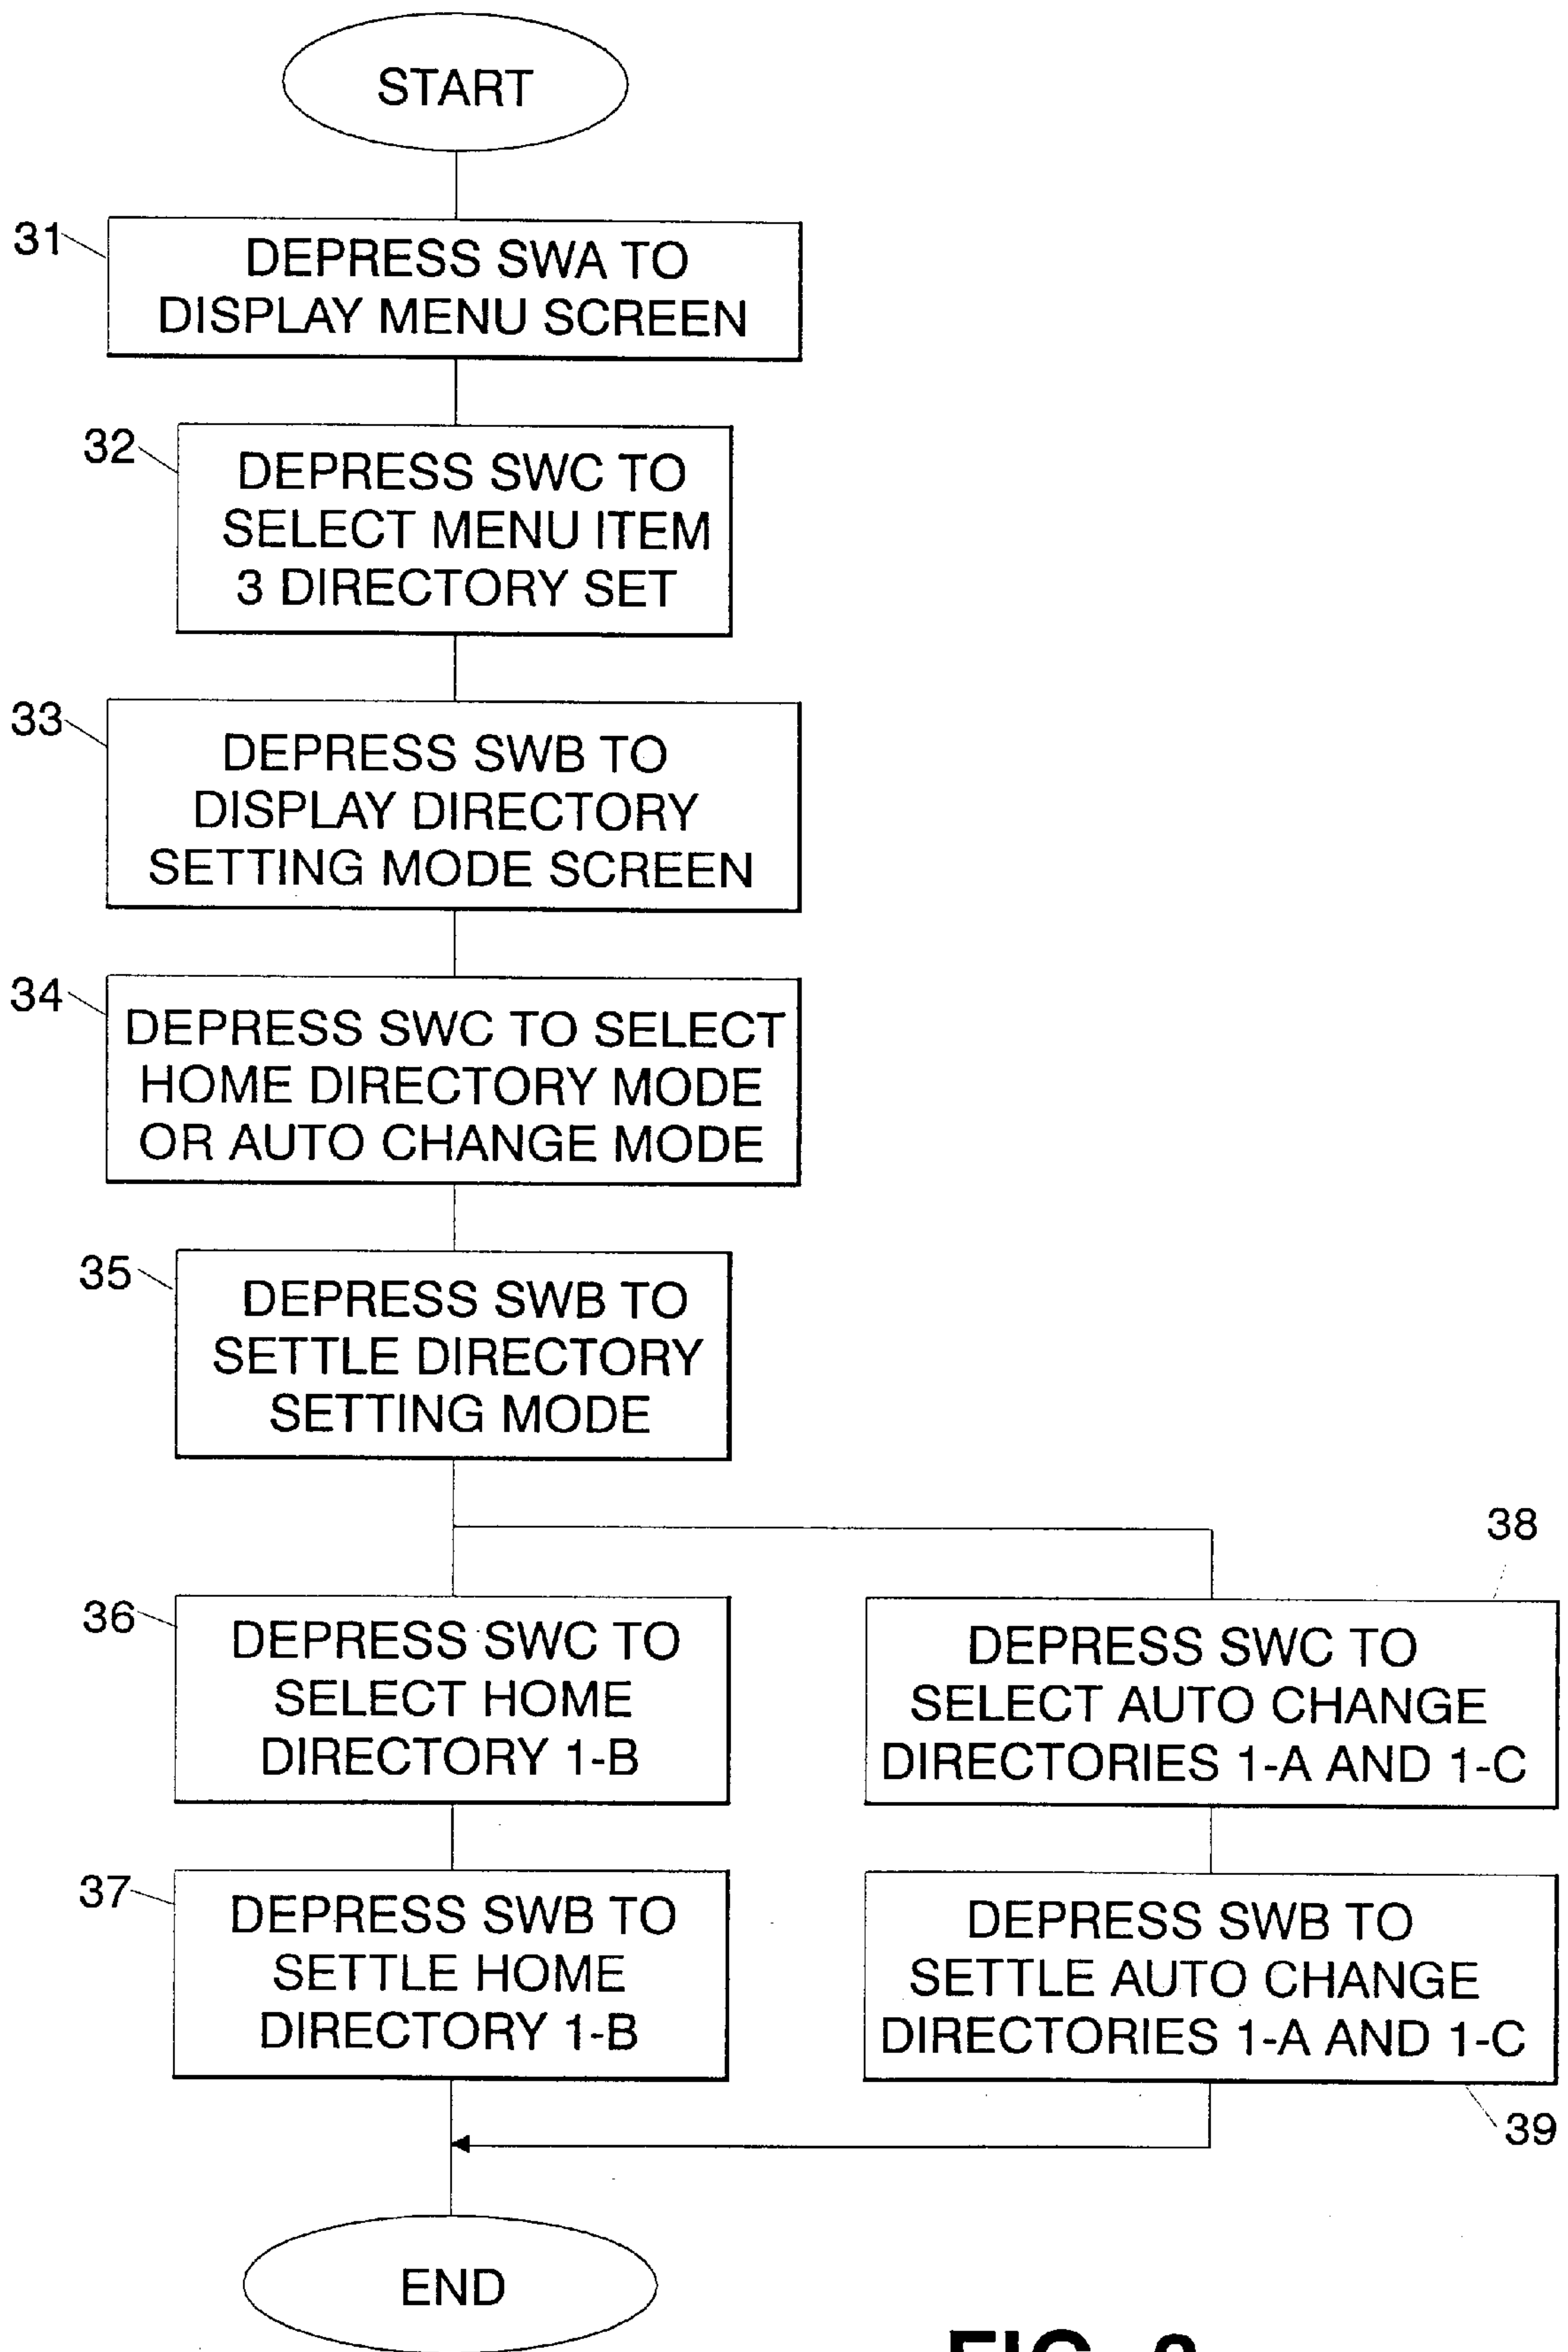 START
31
DEPRESS SWA TO
DISPLAY MENU SCREEN
32
DEPRESS SWC TO
SELECT MENU ITEM
3 DIRECTORY SET
33
DEPRESS SWB TO
DISPLAY DIRECTORY
SETTING MODE SCREEN
34
DEPRESS SWC TO SELECT
HOME DIRECTORY MODE
OR AUTO CHANGE MODE
35
DEPRESS SWB TO
SETTLE DIRECTORY
SETTING MODE
36
DEPRESS SWC TO
SELECT HOME
DIRECTORY 1-B
37
DEPRESS SWB TO
SETTLE HOME
DIRECTORY 1-B
38
DEPRESS SWC TO
SELECT AUTO CHANGE
DIRECTORIES 1-A AND 1-C
DEPRESS SWB TO
SETTLE AUTO CHANGE
DIRECTORIES 1-A AND 1-C
39
END
FIG.